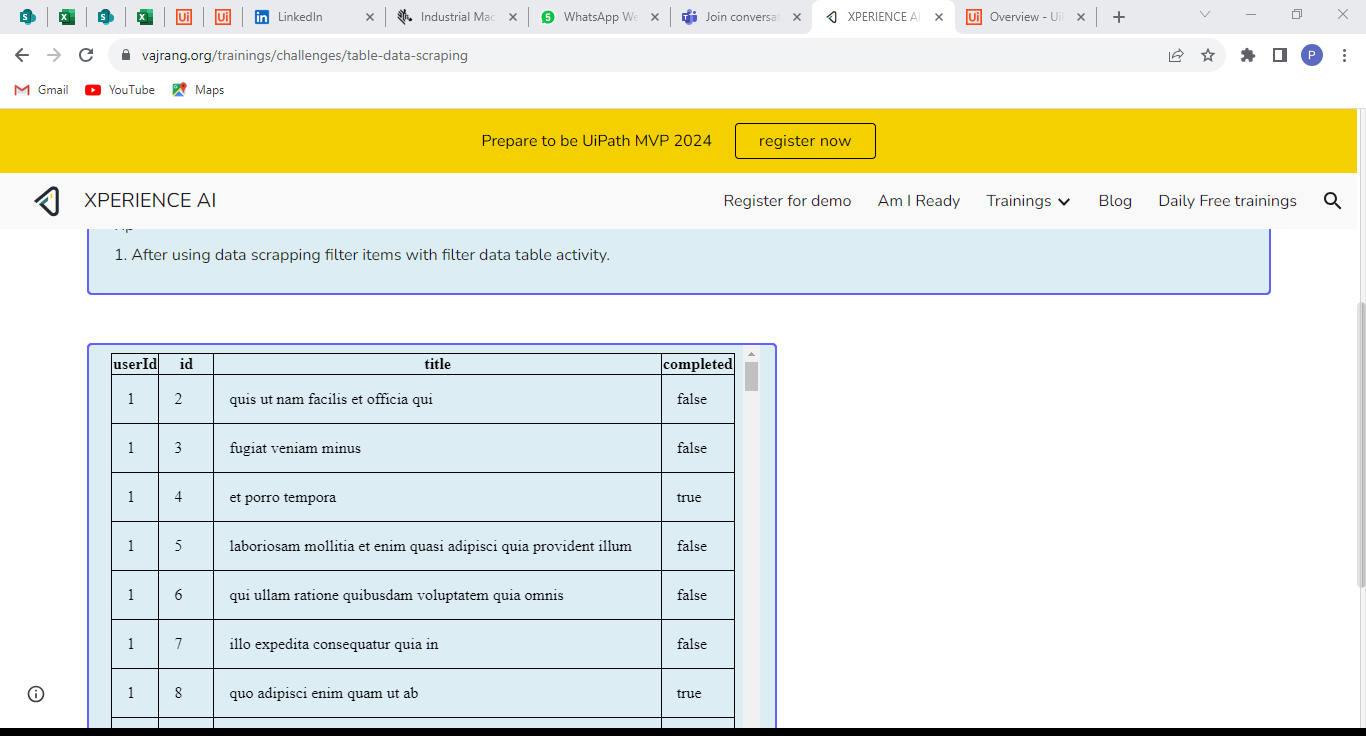 LinkedIn Industrial Mac WhatsApp We Join conversat XPERIENCE AI Overview - Ui
vajrang.org/trainings/challenges/table-data-scraping P
Gmail YouTube Maps
Prepare to be UiPath MVP 2024 register now
XPERIENCE AI Register for demo Am I Ready Trainings Blog Daily Free trainings
1. After using data scrapping filter items with filter data table activity.
userId id title completed
1 2 quis ut nam facilis et officia qui false
1 3 fugiat veniam minus false
1 4 et porro tempora true
1 5 laboriosam mollitia et enim quasi adipisci quia provident illum false
1 6 qui ullam ratione quibusdam voluptatem quia omnis false
1 7 illo expedita consequatur quia in false
1 8 quo adipisci enim quam ut ab true